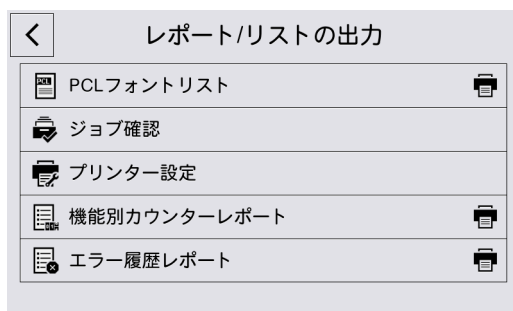 レポート/リストの出力
PCLフォントリスト
ジョブ確認
プリンター設定
機能別カウンターレポート
エラー履歴レポート